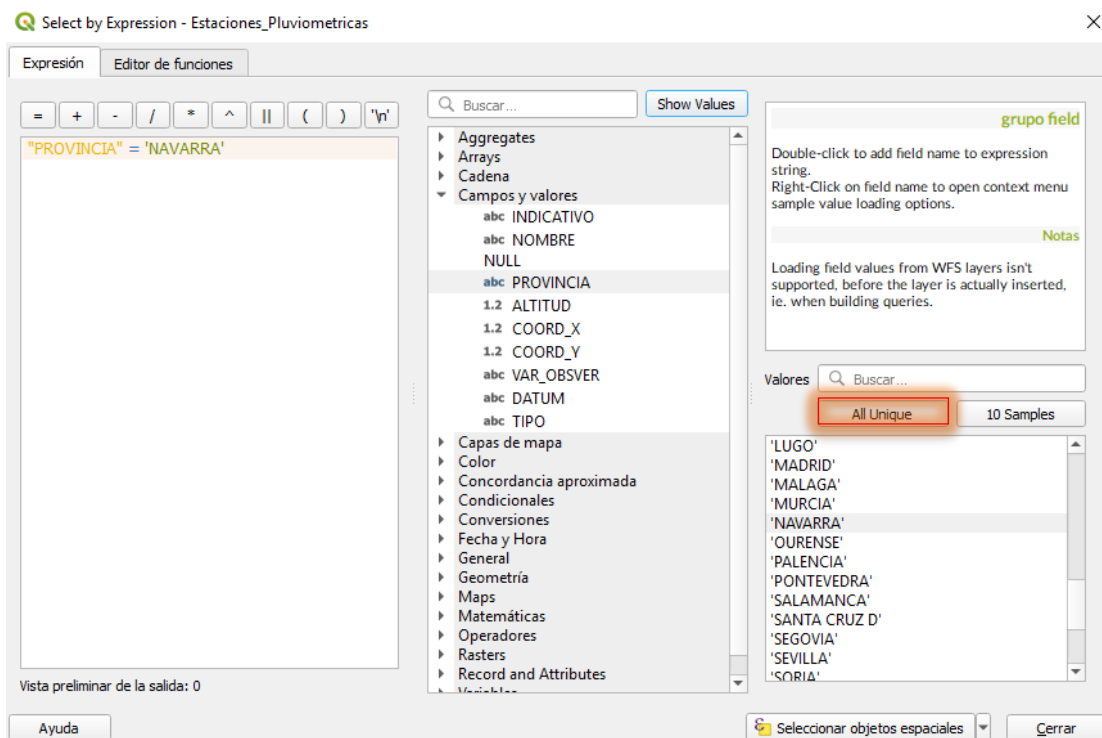 Select by Expression - Estaciones_Pluviometricas
Expresión
Editor de funciones
= + - / * ^ || ( ) '\n'
"PROVINCIA" = 'NAVARRA'
Vista preliminar de la salida: 0
Ayuda
Buscar...
Show Values
Aggregates
Arrays
Cadena
Campos y valores
abc INDICATIVO
abc NOMBRE
NULL
abc PROVINCIA
1.2 ALTITUD
1.2 COORD_X
1.2 COORD_Y
abc VAR_OBSVER
abc DATUM
abc TIPO
Capas de mapa
Color
Concordancia aproximada
Condicionales
Conversiones
Fecha y Hora
General
Geometría
Maps
Matemáticas
Operadores
Rasters
Record and Attributes
Variables
grupo field
Double-click to add field name to expression
string.
Right-Click on field name to open context menu
sample value loading options.
Notas
Loading field values from WFS layers isn't
supported, before the layer is actually inserted,
ie. when building queries.
Valores
Buscar...
All Unique
10 Samples
'LUGO'
'MADRID'
'MALAGA'
'MURCIA'
'NAVARRA'
'OURENSE'
'PALENCIA'
'PONTEVEDRA'
'SALAMANCA'
'SANTA CRUZ D'
'SEGOVIA'
'SEVILLA'
'SORIA'
Seleccionar objetos espaciales
Cerrar